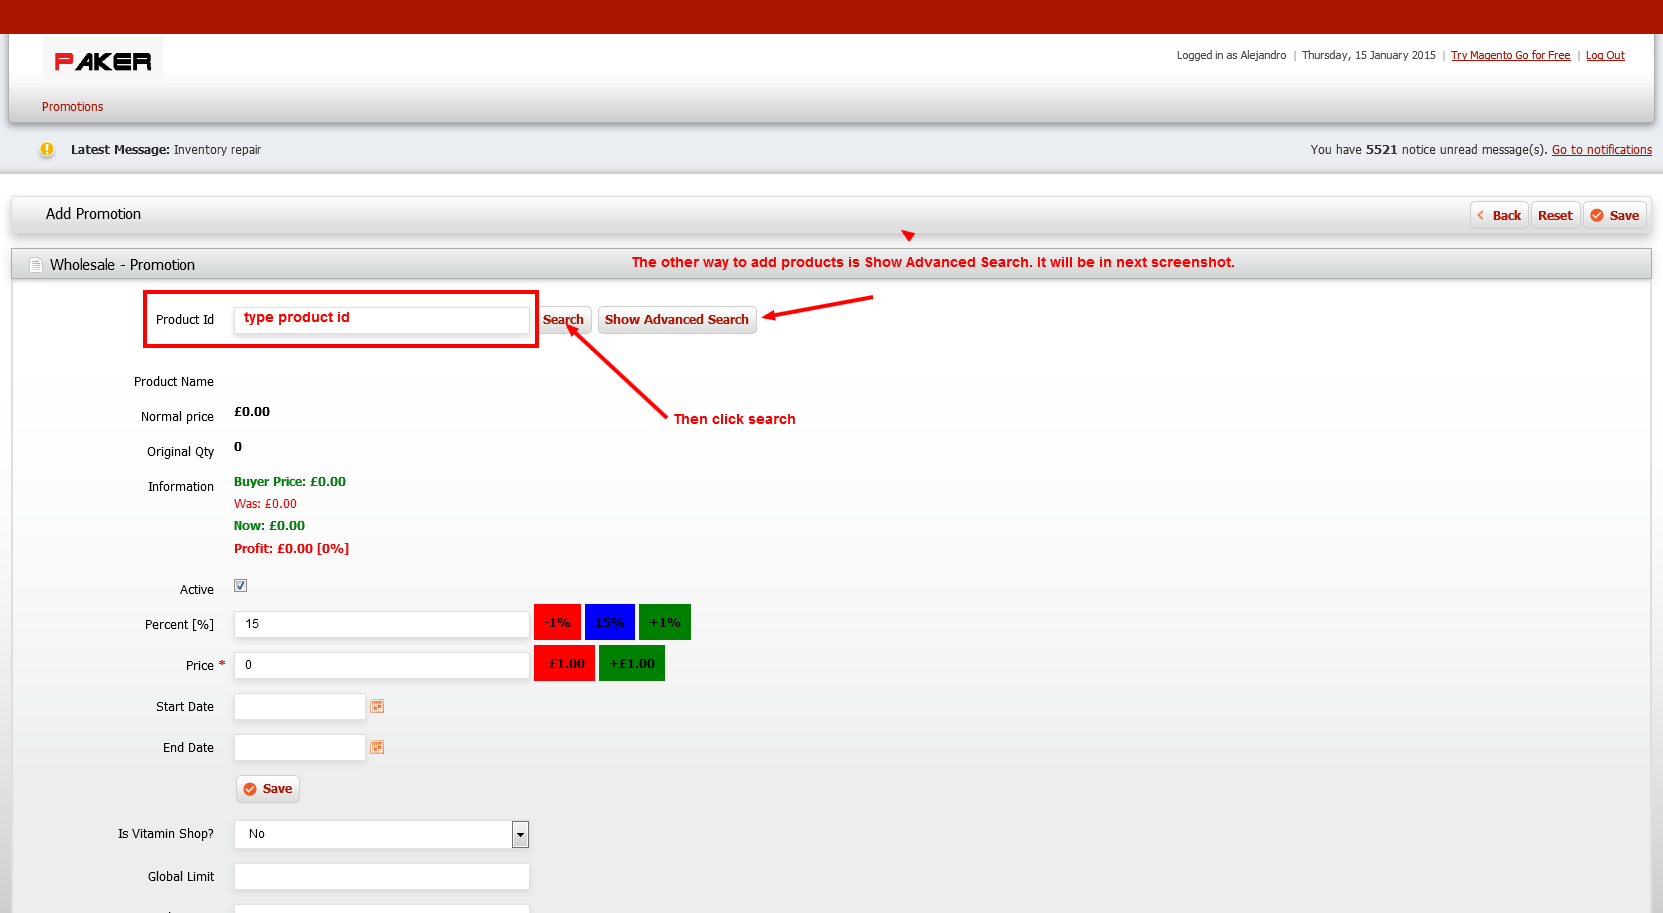 PAKER
Logged in as Alejandro | Thursday, 15 January 2015 | Try Magento Go for Free | Log Out
Promotions
Latest Message: Inventory repair
You have 5521 notice unread message(s). Go to notifications
Add Promotion
Back Reset Save
Wholesale - Promotion
The other way to add products is Show Advanced Search. It will be in next screenshot.
Product Id type product id Search Show Advanced Search
Product Name
Then click search
Normal price £0.00
Original Qty 0
Information Buyer Price: £0.00
Was: £0.00
Now: £0.00
Profit: £0.00 [0%]
Active
Percent [%] 15 -1% 15% +1%
Price * 0 -£1.00 +£1.00
Start Date
End Date
Save
Is Vitamin Shop? No
Global Limit